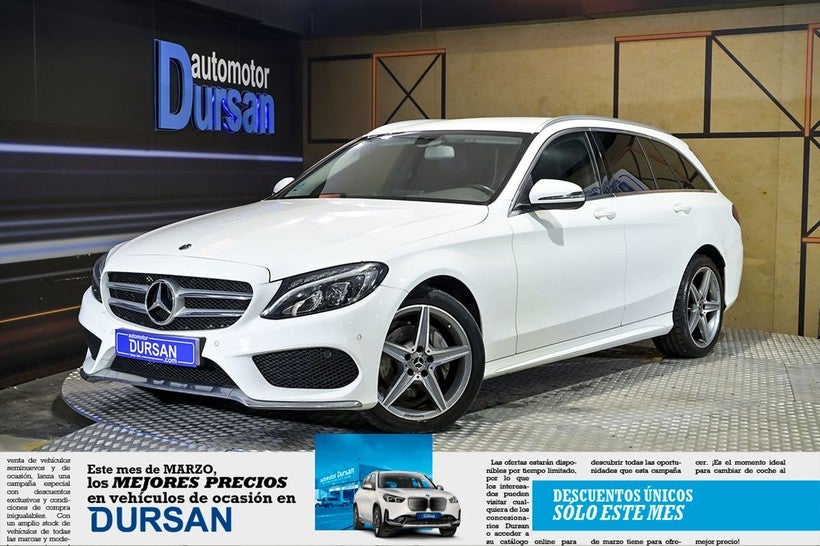 automotor
Dursan
automotor
DURSAN
.com
venta de vehículos
seminuevos y de
ocasión, lanza una
campaña especial
con descuentos
exclusivos y condi-
ciones de compra
inigualables. Con
un amplio stock de
vehículos de todas
las marcas y mode-
Este mes de MARZO,
los MEJORES PRECIOS
en vehículos de ocasión en
DURSAN
automotor Dursan
Las ofertas estarán dispo-
nibles por tiempo limitado,
por lo que
los interesa-
dos pueden
visitar cual-
quiera de los
concesiona-
rios Dursan
o acceder a
su catálogo
online para
descubrir todas las oportu-
nidades que esta campaña
de marzo tiene para ofre-
cer. ¡Es el momento ideal
para cambiar de coche al
mejor precio!
DESCUENTOS ÚNICOS
SÓLO ESTE MES